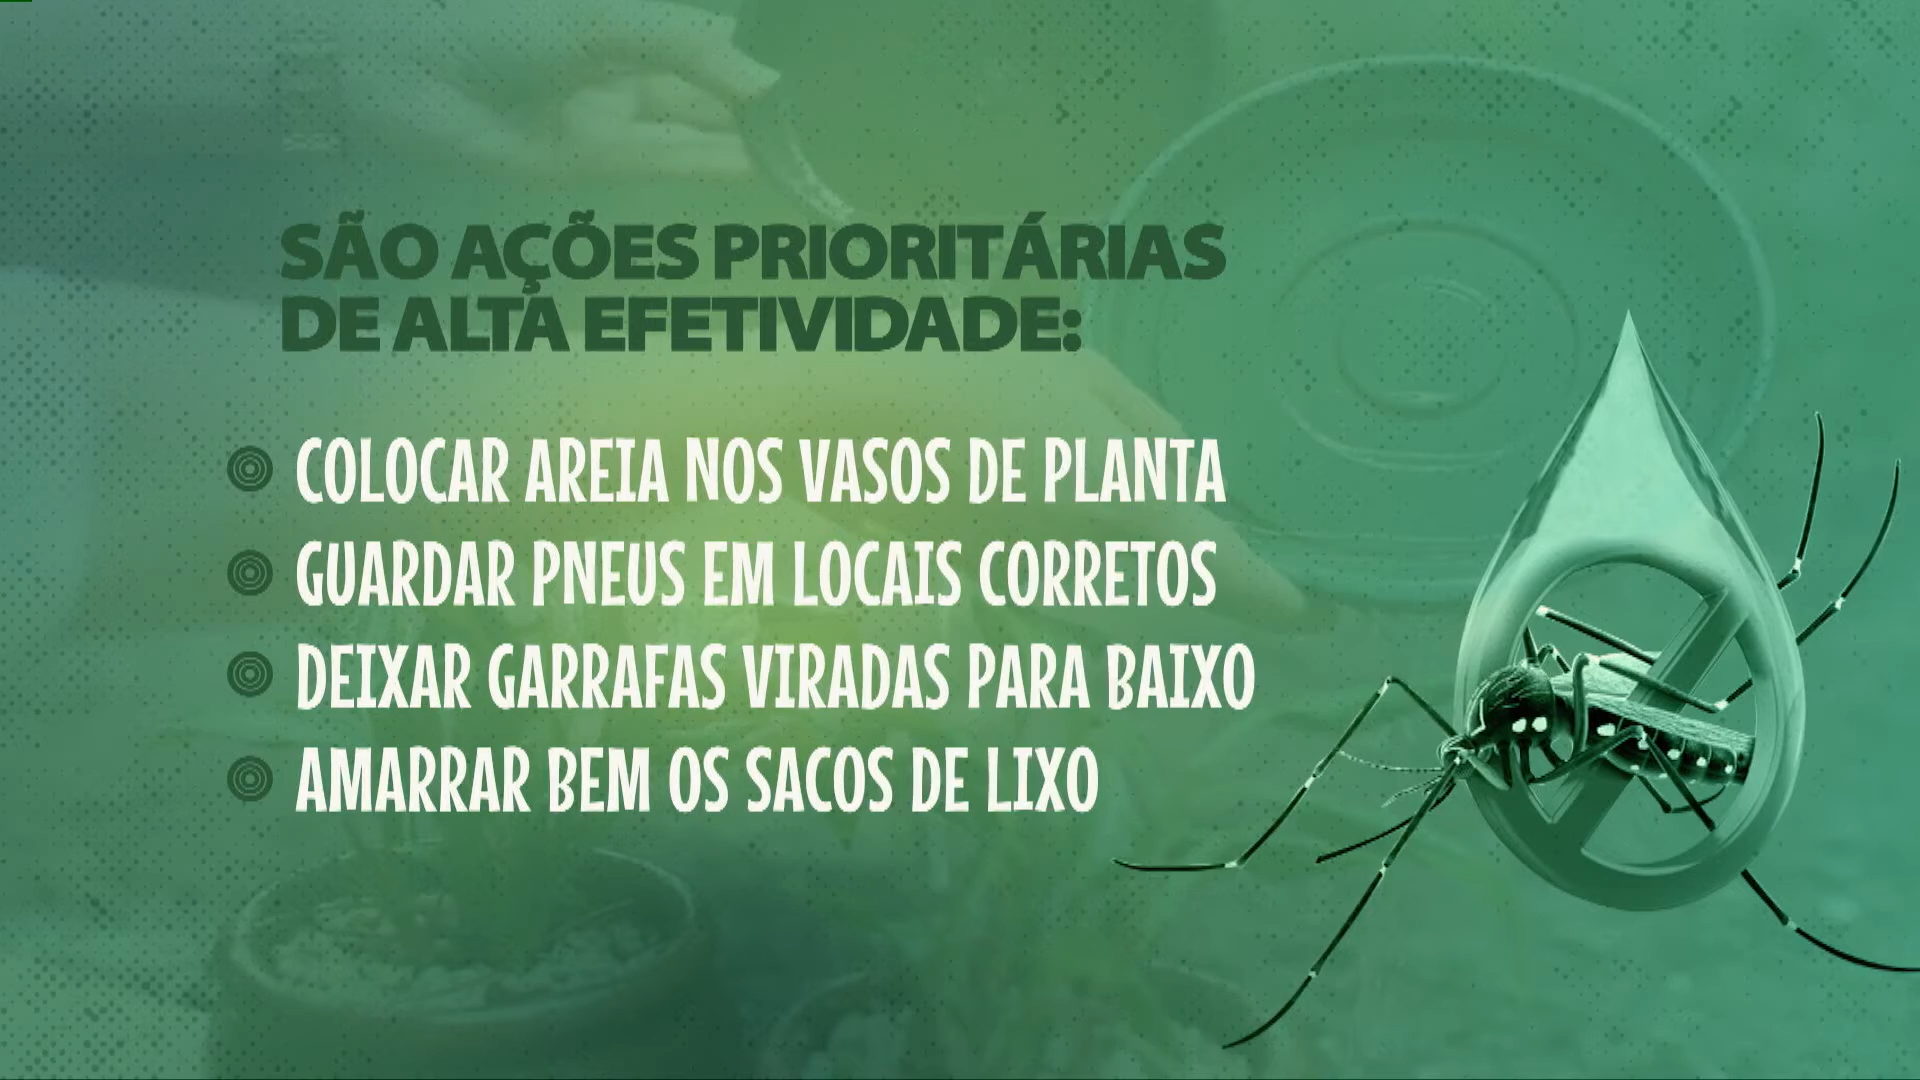 SÃO AÇÕES PRIORITÁRIAS
DE ALTA EFETIVIDADE:
COLOCAR AREIA NOS VASOS DE PLANTA
GUARDAR PNEUS EM LOCAIS CORRETOS
DEIXAR GARRAFAS VIRADAS PARA BAIXO
AMARRAR BEM OS SACOS DE LIXO